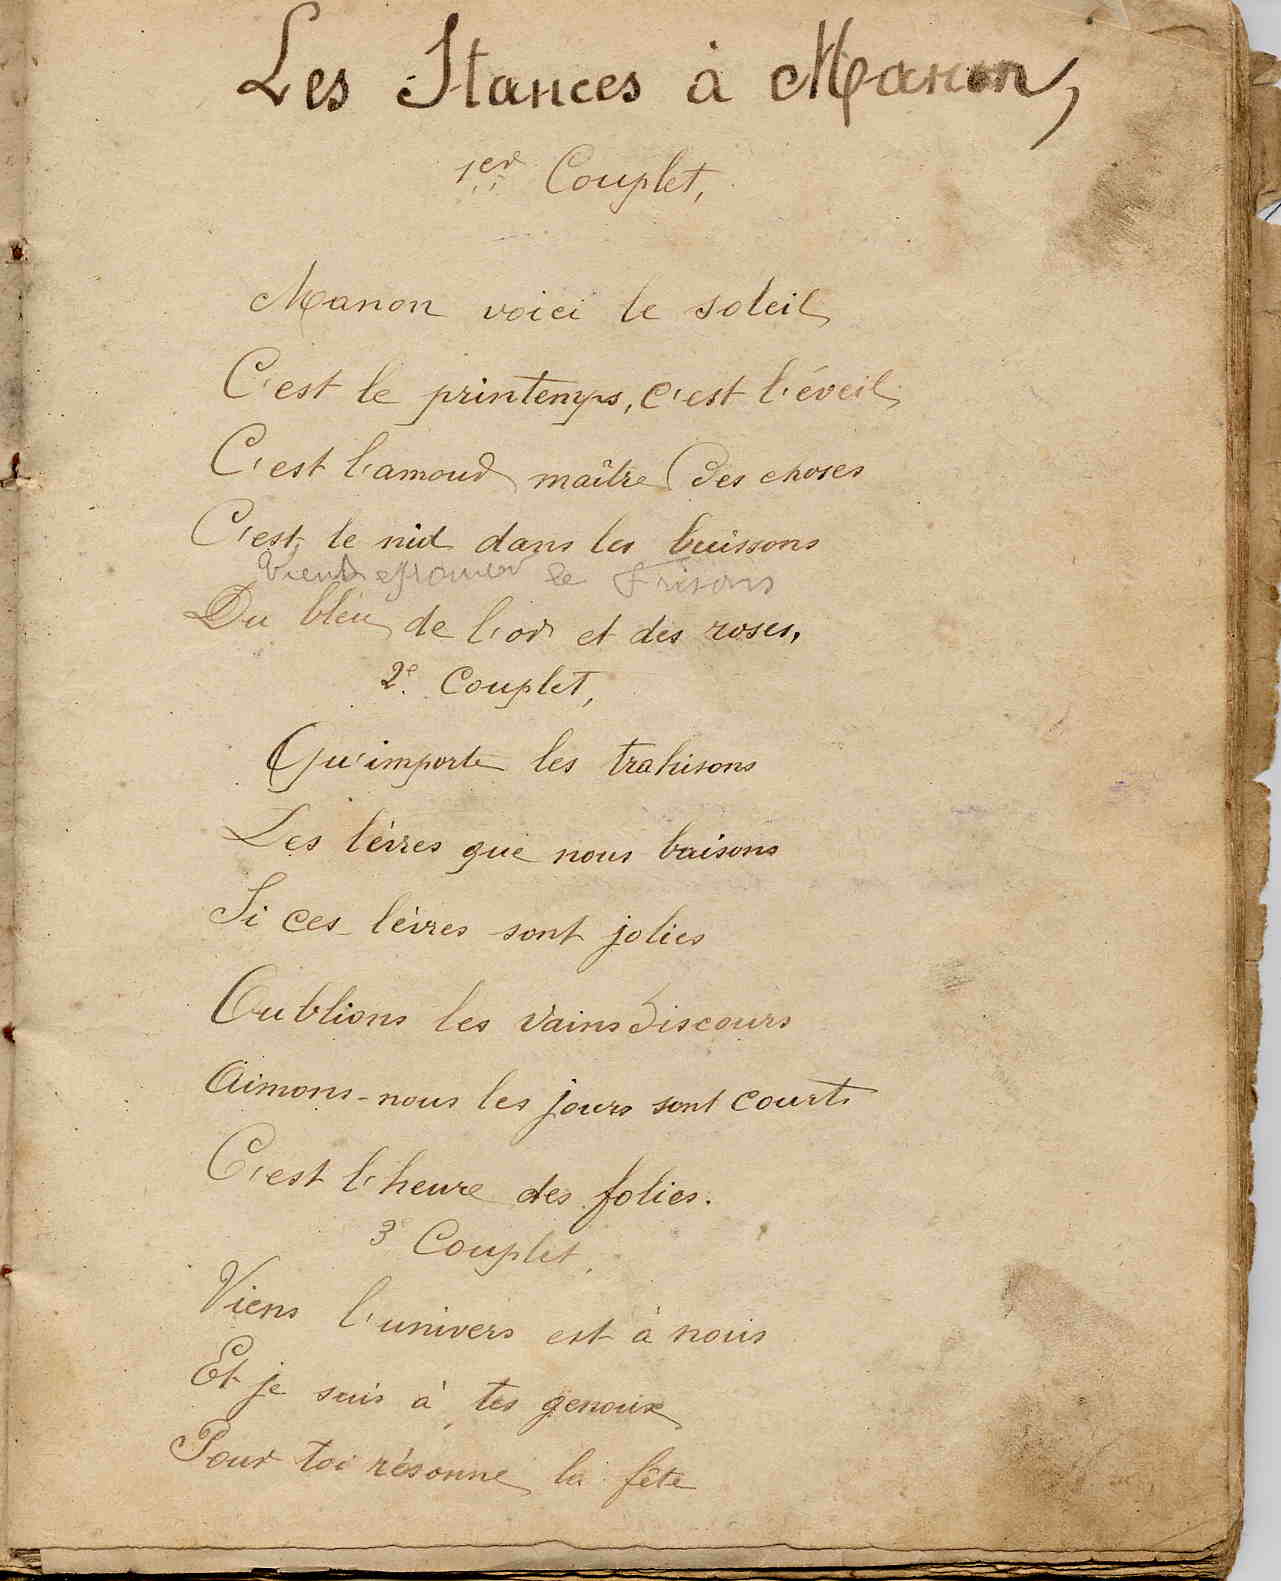 Les Stances à Manon,
1er Couplet,
Manon voici le soleil
C'est le printemps, c'est l'éveil
C'est l'amour maître des choses
C'est le nid dans les buissons
Vient le frisons
Du bleu de l'or et des roses.
2e Couplet,
Qu'importe les trahisons
Les lèvres que nous baisons
Si ces lèvres sont jolies
Oublions les vains discours
Aimons-nous les jours sont courts
C'est l'heure des folies.
3e Couplet,
Viens l'univers est à nous
Et je suis à tes genoux
Pour toi résonne la fête